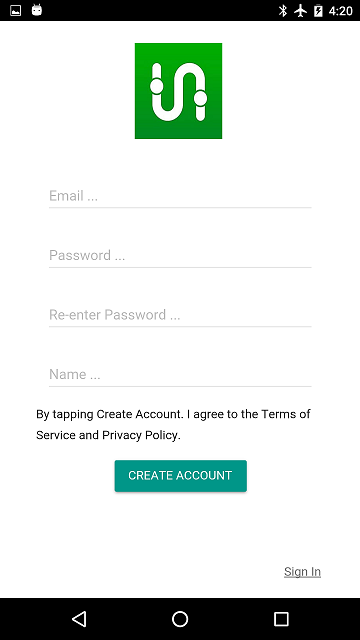 4:20
Email ...
Password ...
Re-enter Password ...
Name ...
By tapping Create Account. I agree to the Terms of
Service and Privacy Policy.
CREATE ACCOUNT
Sign In